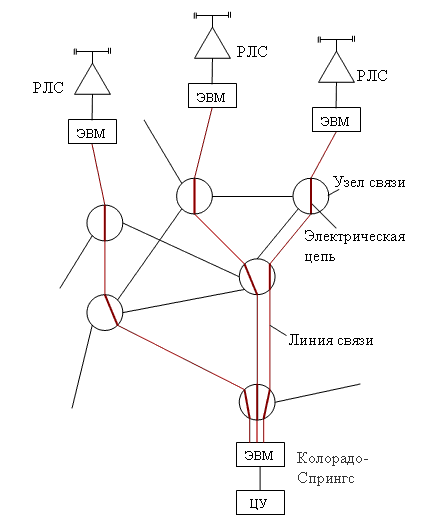 РЛС
РЛС
РЛС
ЭВМ
ЭВМ
ЭВМ
Узел связи
Электрическая
цепь
Линия связи
ЭВМ
Колорадо-
Спрингс
ЦУ